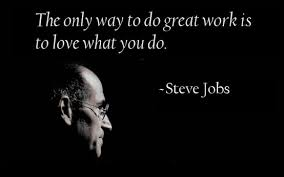 The only way to do great work is
to love what you do.
-Steve Jobs